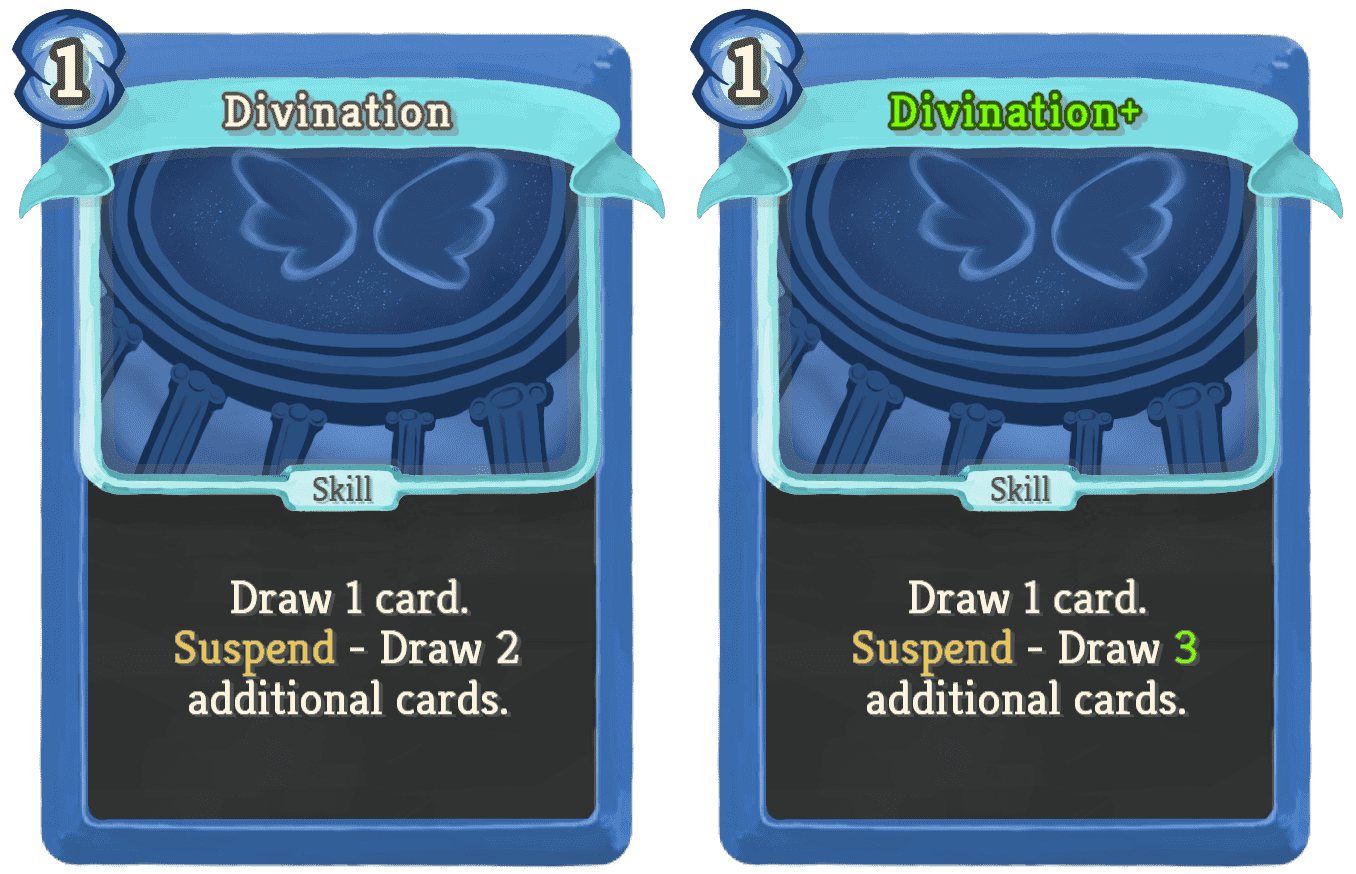 1
Divination
Skill
Draw 1 card.
Suspend - Draw 2
additional cards.
1
Divination+
Skill
Draw 1 card.
Suspend - Draw 3
additional cards.